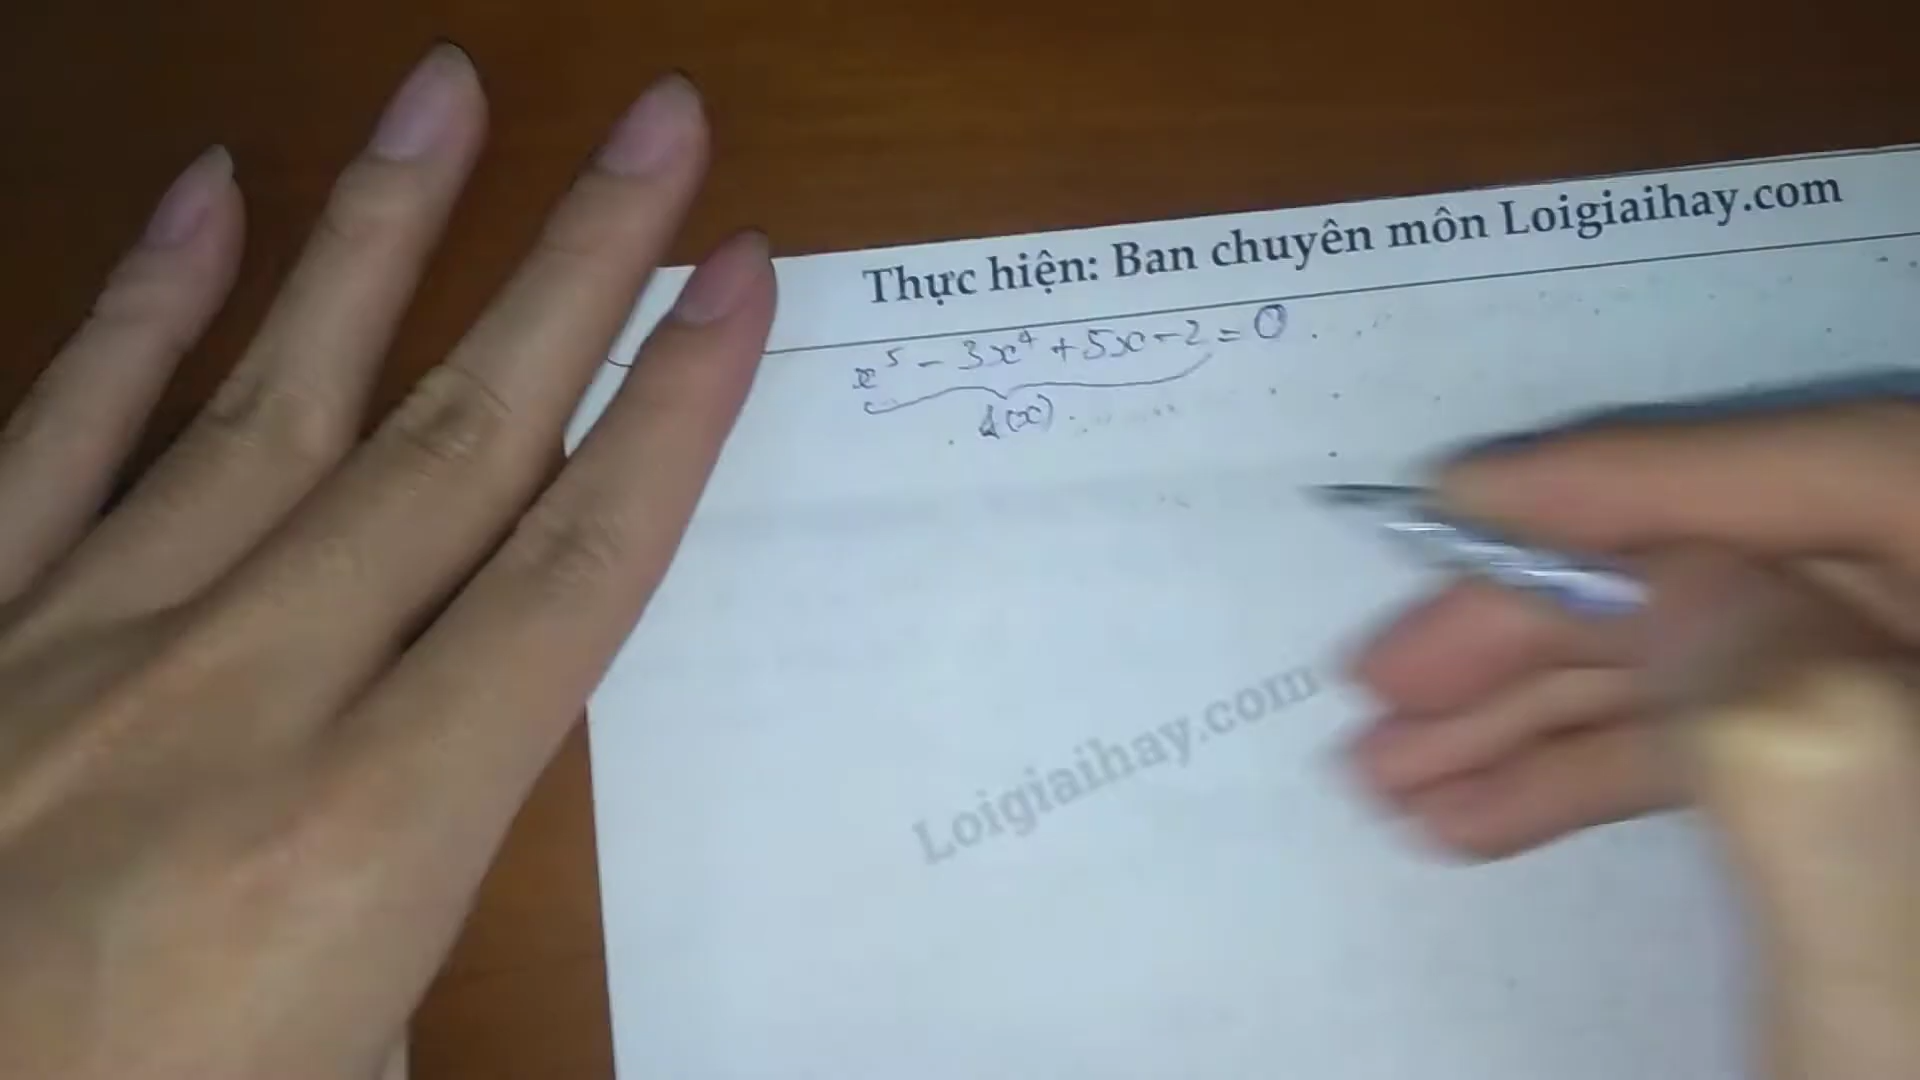 Thực hiện: Ban chuyên môn Loigiaihay.com
x⁵ - 3x⁴ + 5x - 2 = 0.
f(x).
Loigiaihay.com